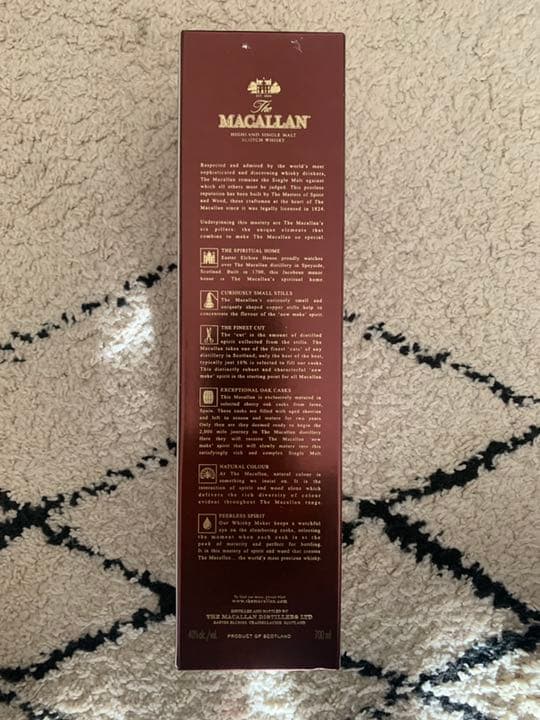 EST. 1824
The
MACALLAN
HIGHLAND SINGLE MALT
SCOTCH WHISKY
Respected and admired by the world's most
sophisticated and discerning whisky drinkers,
The Macallan remains the Single Malt against
which all others must be judged. This peerless
reputation has been built by The Masters of Spirit
and Wood, those craftsmen at the heart of The
Macallan since it was legally licensed in 1824
Underpinning this mastery are The Macallan's
six pillars: the unique elements that
combine to make The Macallan so special
THE SPIRITUAL HOME
Easter Elchies House proudly watches
over The Macallan distillery in Speyside,
Scotland. Built in 1700, this Jacobean manor
house is The Macallan's spiritual home
CURIOUSLY SMALL STILLS
The Macallan's curiously small and
uniquely shaped copper stills help to
concentrate the flavour of the 'new make' spirit
THE FINEST CUT
The 'cut' is the amount of distilled
spirit collected from the stills. The
Macallan takes one of the finest 'cuts' of any
distillery in Scotland, only the best of the best,
typically just 16% is selected to fill our casks.
This distinctly robust and characterful 'new
make' spirit is the starting point for all Macallan
EXCEPTIONAL OAK CASKS
This Macallan is exclusively matured in
selected sherry oak casks from Jerez,
Spain. These casks are filled with aged sherries
and left to season and mature for two years
Only then are they deemed ready to begin the
2,000 mile journey to The Macallan distillery
Here they will receive The Macallan 'new
make' spirit that will slowly mature into this
satisfyingly rich and complex Single Malt
NATURAL COLOUR
At The Macallan, natural colour is
something we insist on. It is the
interaction of spirit and wood alone which
delivers the rich diversity of colour
evident throughout The Macallan range
PEERLESS SPIRIT
Our Whisky Maker keeps a watchful
eye on the slumbering casks, selecting
the moment when each cask is at the
peak of maturity and perfect for bottling.
It is this mastery of spirit and wood that creates
The Macallan... the world's most precious whisky.
To find out more, please visit
www.themacallan.com
DISTILLED AND BOTTLED BY
THE MACALLAN DISTILLERS LTD
EASTER ELCHIES, CRAIGELLACHIE, SCOTLAND
40%alc./vol. PRODUCT OF SCOTLAND 700 ml